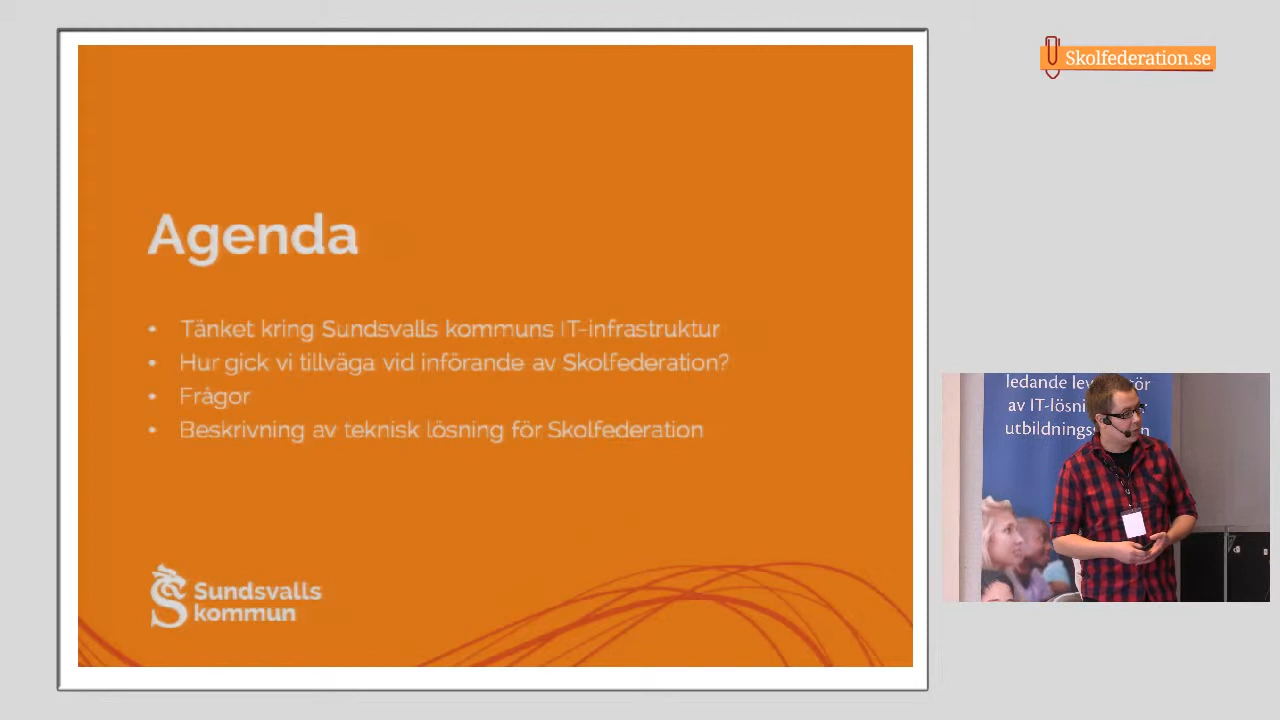 Agenda
• Tänket kring Sundsvalls kommuns IT-infrastruktur
• Hur gick vi tillväga vid införande av Skolfederation?
• Frågor
• Beskrivning av teknisk lösning för Skolfederation
Sundsvalls
kommun
Skolfederation.se
ledande lev ör
av IT-lösni
utbildnings n